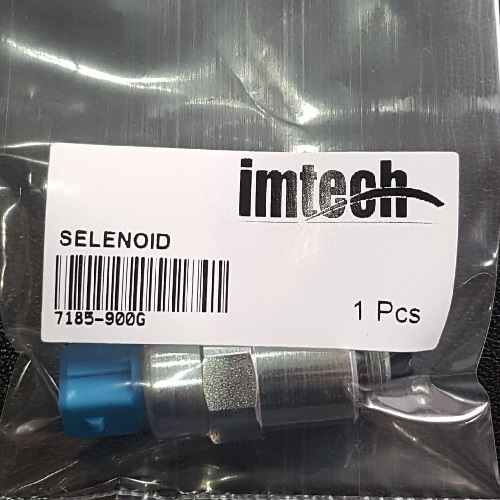 imtech
SELENOID
7185-900G
1 Pcs